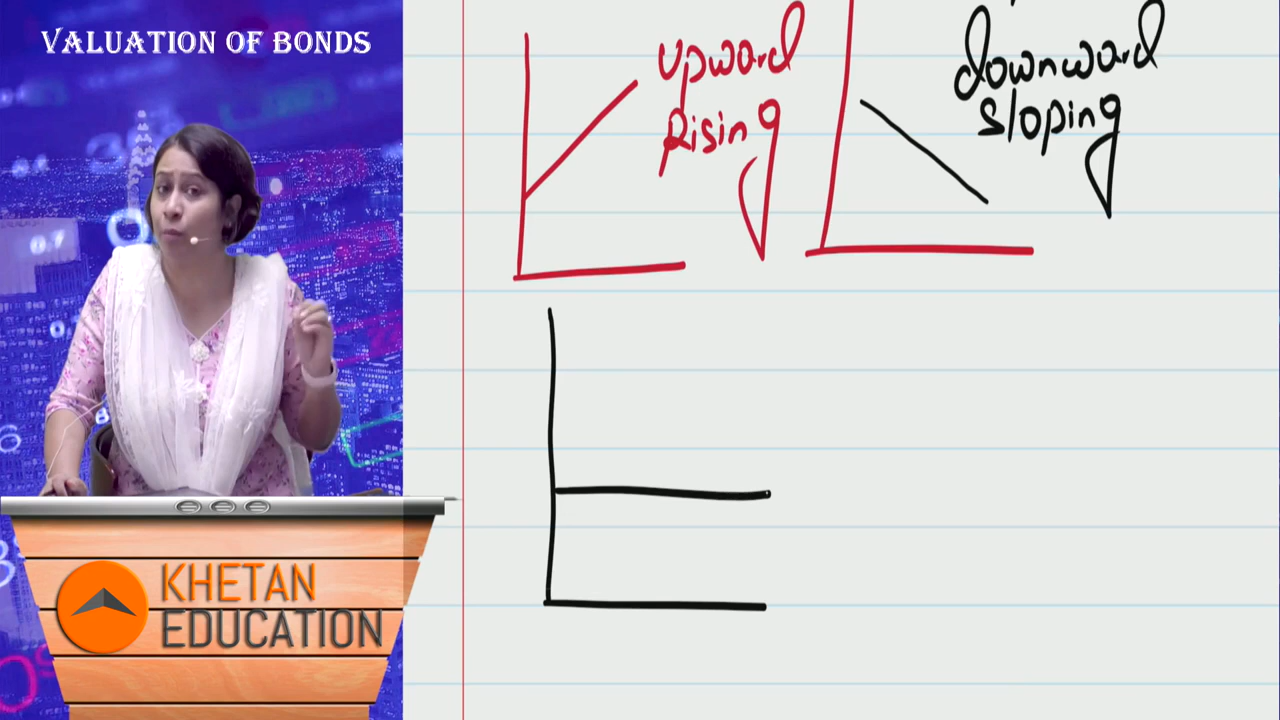 VALUATION OF BONDS
upward
Rising
downward
sloping
KHETAN
EDUCATION